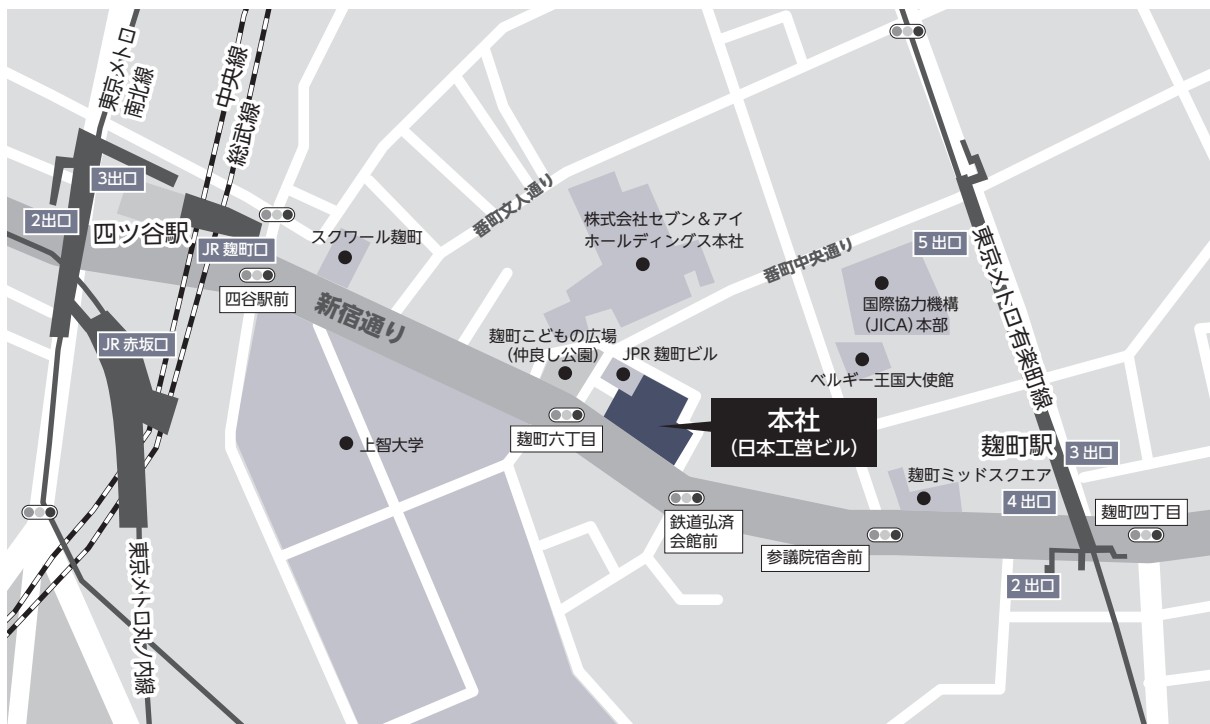 東京メトロ
南北線
中央線
総武線
3出口
2出口
四ツ谷駅
JR 麹町口
四谷駅前
JR 赤坂口
東京メトロ丸ノ内線
スクワール麹町
新宿通り
番町文人通り
株式会社セブン＆アイ
ホールディングス本社
番町中央通り
5 出口
国際協力機構
（JICA）本部
ベルギー王国大使館
東京メトロ有楽町線
麹町こどもの広場
（仲良し公園）
JPR 麹町ビル
麹町六丁目
上智大学
本社
（日本工営ビル）
麹町駅
3 出口
麹町ミッドスクエア
4 出口
麹町四丁目
鉄道弘済
会館前
参議院宿舎前
2 出口